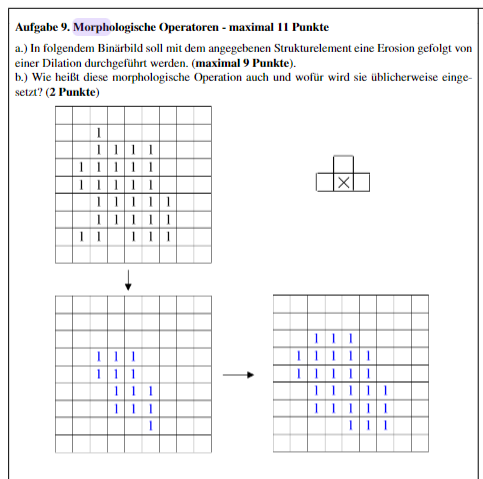 Aufgabe 9. Morphologische Operatoren - maximal 11 Punkte
a.) In folgendem Binärbild soll mit dem angegebenen Strukturelement eine Erosion gefolgt von
einer Dilation durchgeführt werden. (maximal 9 Punkte).
b.) Wie heißt diese morphologische Operation auch und wofür wird sie üblicherweise einge-
setzt? (2 Punkte)
1
1 1 1 1
1 1 1 1 1
1 1 1 1 1
1 1 1 1 1
1 1 1 1 1
1 1 1 1 1
1 1 1
1 1 1
1 1 1
1 1 1
1
1 1 1
1 1 1 1 1
1 1 1 1 1
1 1 1 1 1
1 1 1 1 1
1 1 1